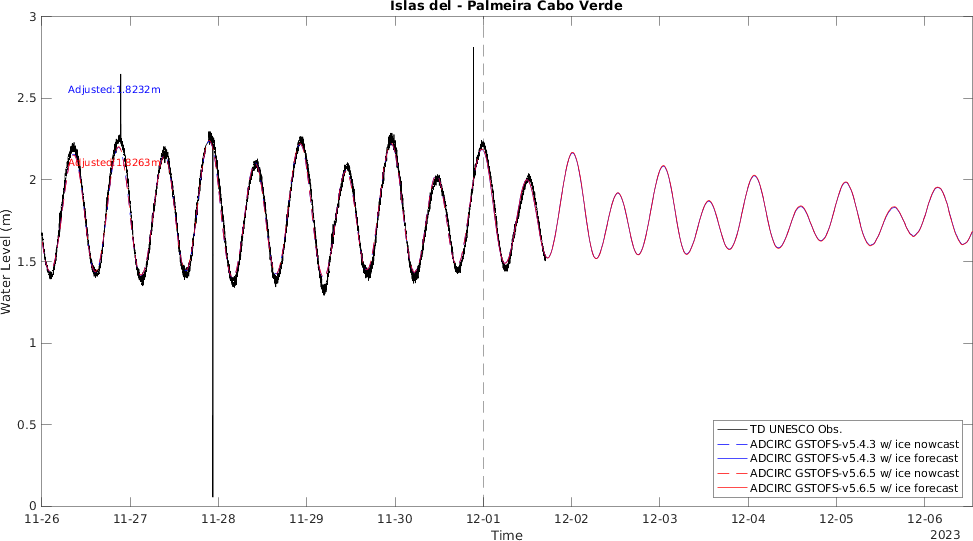 Islas del - Palmeira Cabo Verde
3
2.5
2
1.5
1
0.5
0
Water Level (m)
Adjusted:1.8232m
Adjusted:1.8263m
TD UNESCO Obs.
ADCIRC GSTOFS-v5.4.3 w/ ice nowcast
ADCIRC GSTOFS-v5.4.3 w/ ice forecast
ADCIRC GSTOFS-v5.6.5 w/ ice nowcast
ADCIRC GSTOFS-v5.6.5 w/ ice forecast
11-26 11-27 11-28 11-29 11-30 12-01 12-02 12-03 12-04 12-05 12-06
Time
2023